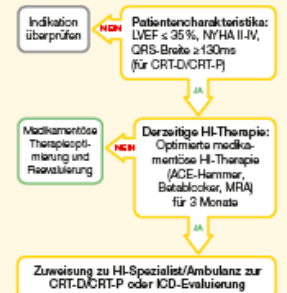 Indikation
überprüfen
NEIN
Patientencharakteristika:
LVEF ≤ 35%, NYHA II-IV,
QRS-Breite ≥130ms
(für CRT-D/CRT-P)
JA
Medikamentöse
Therapieopti-
mierung und
Reevaluierung
NEIN
Derzeitige HI-Therapie:
Optimierte medika-
mentöse HI-Therapie
(ACE-Hemmer,
Betablocker, MRA)
für 3 Monate
JA
Zuweisung zu HI-Spezialist/Ambulanz zur
CRT-D/CRT-P oder ICD-Evaluierung